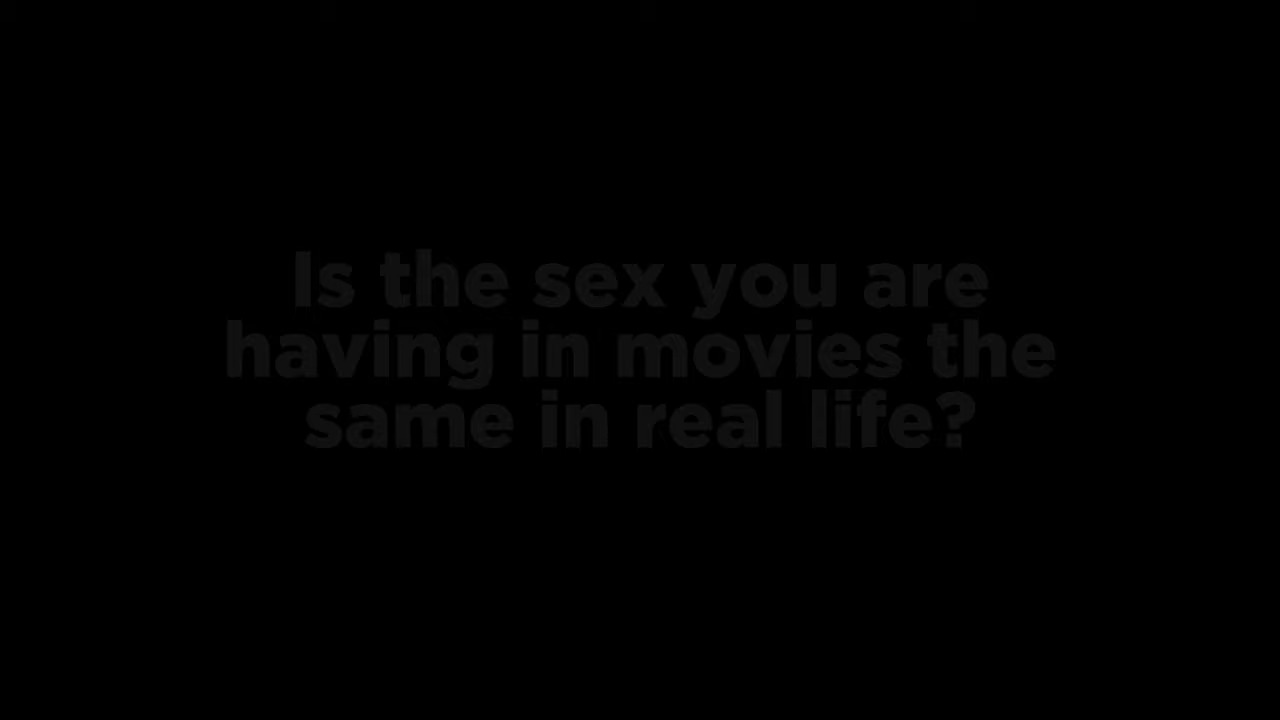 Is the sex you are
having in movies the
same in real life?